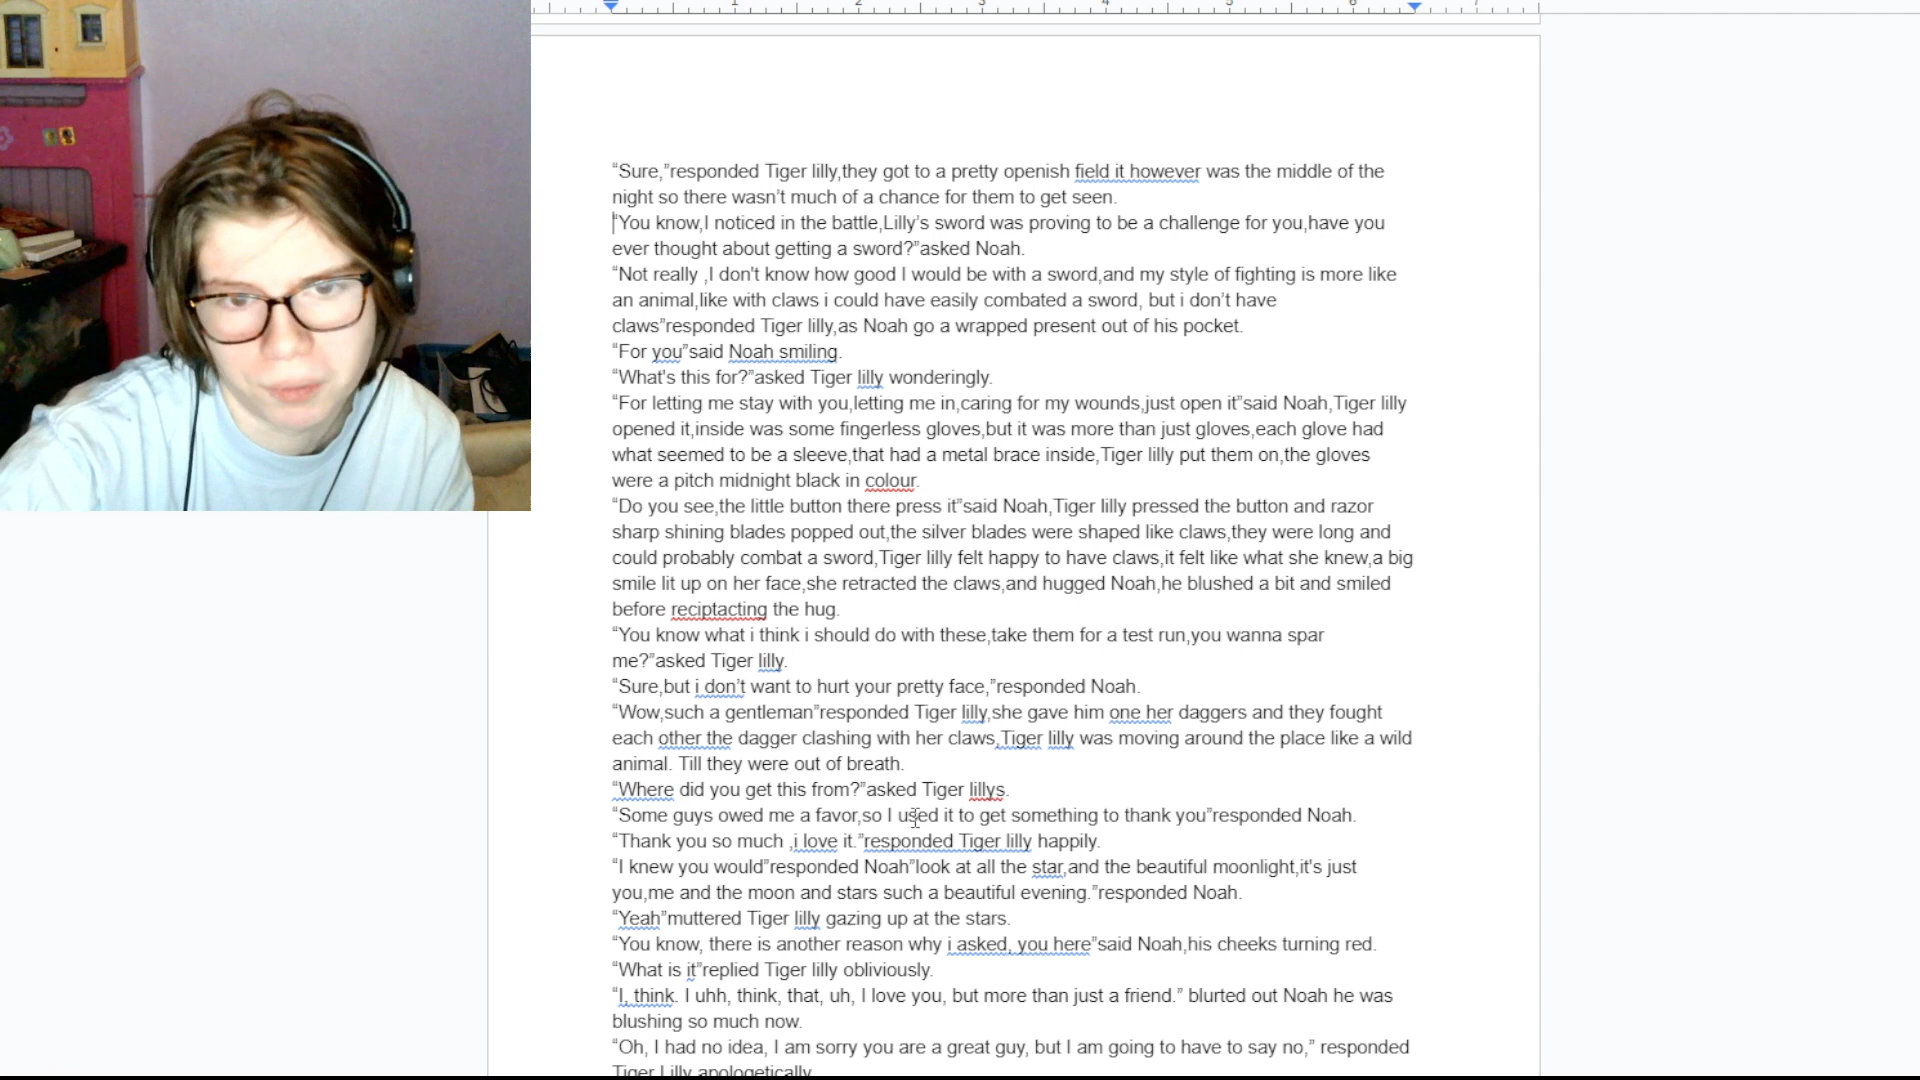 1 2 3 4 5 6 7
“Sure,”responded Tiger lilly,they got to a pretty openish field it however was the middle of the
night so there wasn’t much of a chance for them to get seen.
“You know,I noticed in the battle,Lilly’s sword was proving to be a challenge for you,have you
ever thought about getting a sword?”asked Noah.
“Not really ,I don't know how good I would be with a sword,and my style of fighting is more like
an animal,like with claws i could have easily combated a sword, but i don’t have
claws”responded Tiger lilly,as Noah go a wrapped present out of his pocket.
“For you”said Noah smiling.
“What's this for?”asked Tiger lilly wonderingly.
“For letting me stay with you,letting me in,caring for my wounds,just open it”said Noah,Tiger lilly
opened it,inside was some fingerless gloves,but it was more than just gloves,each glove had
what seemed to be a sleeve,that had a metal brace inside,Tiger lilly put them on,the gloves
were a pitch midnight black in colour.
“Do you see,the little button there press it”said Noah,Tiger lilly pressed the button and razor
sharp shining blades popped out,the silver blades were shaped like claws,they were long and
could probably combat a sword,Tiger lilly felt happy to have claws,it felt like what she knew,a big
smile lit up on her face,she retracted the claws,and hugged Noah,he blushed a bit and smiled
before reciptacting the hug.
“You know what i think i should do with these,take them for a test run,you wanna spar
me?”asked Tiger lilly.
“Sure,but i don’t want to hurt your pretty face,”responded Noah.
“Wow,such a gentleman”responded Tiger lilly,she gave him one her daggers and they fought
each other the dagger clashing with her claws,Tiger lilly was moving around the place like a wild
animal. Till they were out of breath.
“Where did you get this from?”asked Tiger lillys.
“Some guys owed me a favor,so I used it to get something to thank you”responded Noah.
“Thank you so much ,i love it.”responded Tiger lilly happily.
“I knew you would”responded Noah”look at all the star,and the beautiful moonlight,it's just
you,me and the moon and stars such a beautiful evening.”responded Noah.
“Yeah”muttered Tiger lilly gazing up at the stars.
“You know, there is another reason why i asked, you here”said Noah,his cheeks turning red.
“What is it”replied Tiger lilly obliviously.
“I, think. I uhh, think, that, uh, I love you, but more than just a friend.” blurted out Noah he was
blushing so much now.
“Oh, I had no idea, I am sorry you are a great guy, but I am going to have to say no,” responded
Tiger Lilly apologetically